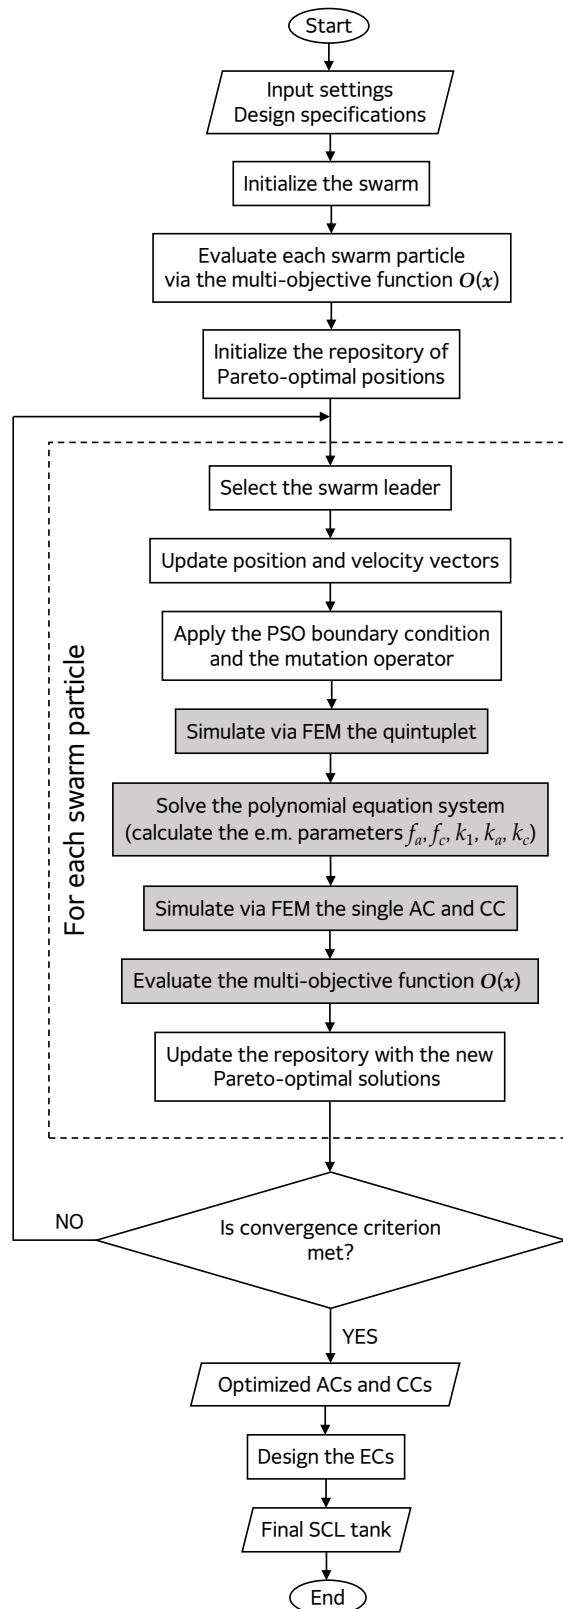 Start
Input settings
Design specifications
Initialize the swarm
Evaluate each swarm particle
via the multi-objective function O(x)
Initialize the repository of
Pareto-optimal positions
For each swarm particle
Select the swarm leader
Update position and velocity vectors
Apply the PSO boundary condition
and the mutation operator
Simulate via FEM the quintuplet
Solve the polynomial equation system
(calculate the e.m. parameters fₐ, f_c, k₁, kₐ, k_c)
Simulate via FEM the single AC and CC
Evaluate the multi-objective function O(x)
Update the repository with the new
Pareto-optimal solutions
NO
Is convergence criterion
met?
YES
Optimized ACs and CCs
Design the ECs
Final SCL tank
End